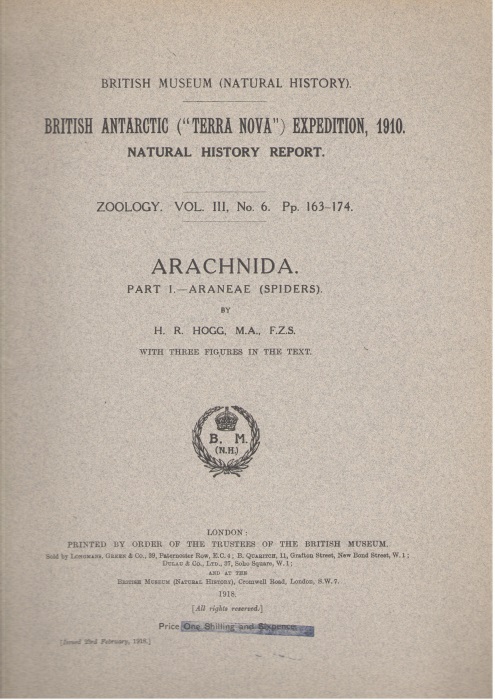 BRITISH MUSEUM (NATURAL HISTORY).
BRITISH ANTARCTIC ("TERRA NOVA") EXPEDITION, 1910.
NATURAL HISTORY REPORT.
ZOOLOGY. VOL. III, No. 6. Pp. 163–174.
ARACHNIDA.
PART I.—ARANEAE (SPIDERS).
BY
H. R. HOGG, M.A., F.Z.S.
WITH THREE FIGURES IN THE TEXT.
B. M.
(N.H.)
LONDON:
PRINTED BY ORDER OF THE TRUSTEES OF THE BRITISH MUSEUM.
Sold by LONGMANS, GREEN & CO., 39, Paternoster Row, E.C. 4; B. QUARITCH, 11, Grafton Street, New Bond Street, W. 1;
DULAU & CO., LTD., 37, Soho Square, W. 1;
AND AT THE
BRITISH MUSEUM (NATURAL HISTORY), Cromwell Road, London, S.W. 7.
1918.
[All rights reserved.]
Price One Shilling and Sixpence.
[Issued 23rd February, 1918.]